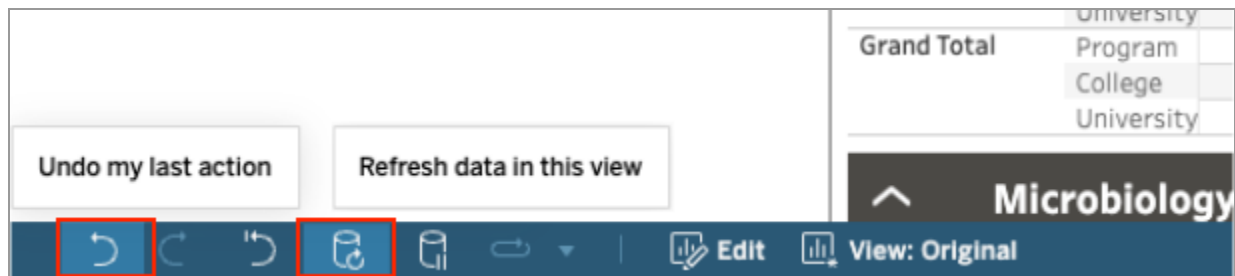 University
Grand Total
Program
College
University
Undo my last action
Refresh data in this view
Microbiology
Edit
View: Original